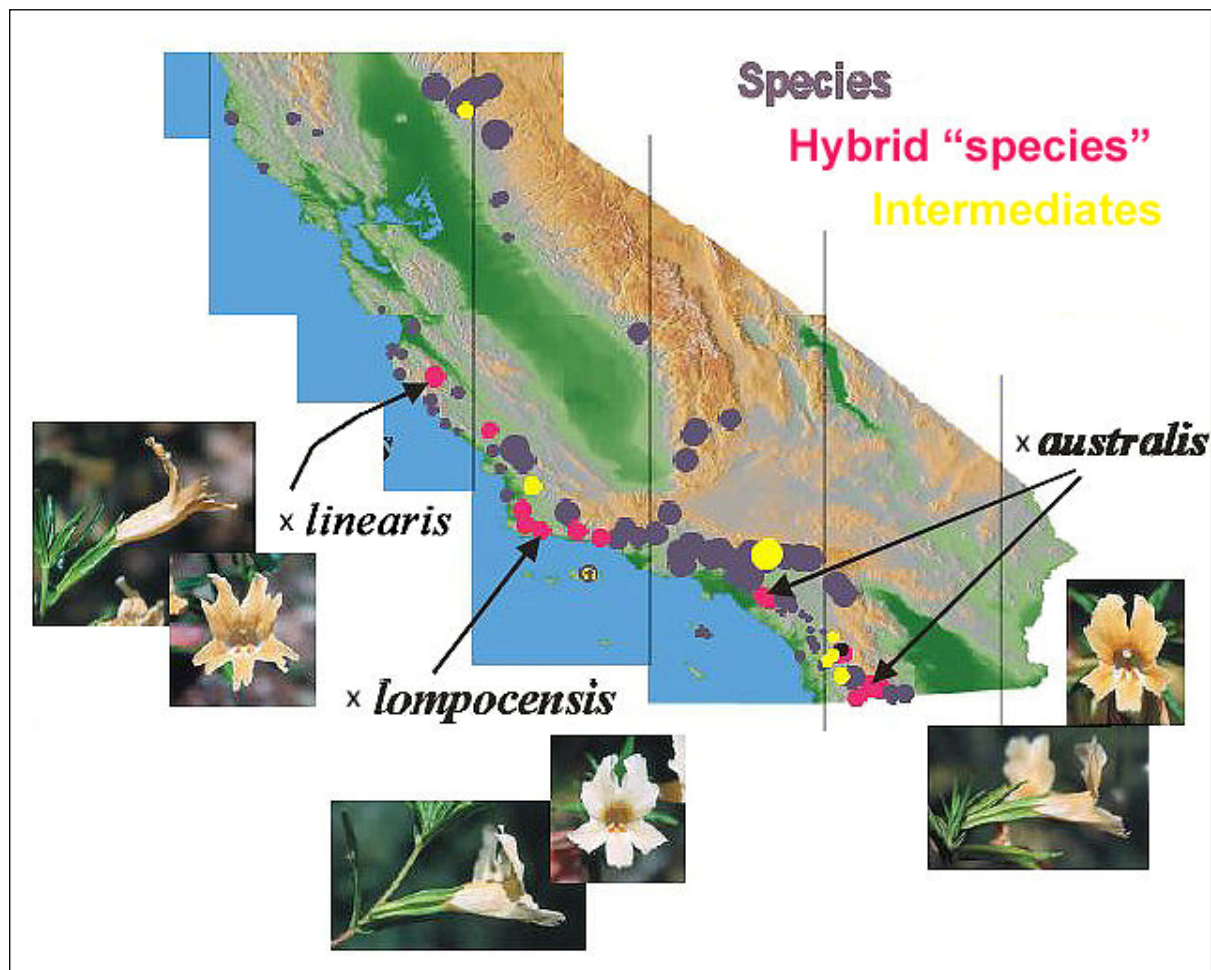 Species
Hybrid “species”
Intermediates
x australis
x linearis
x lompocensis